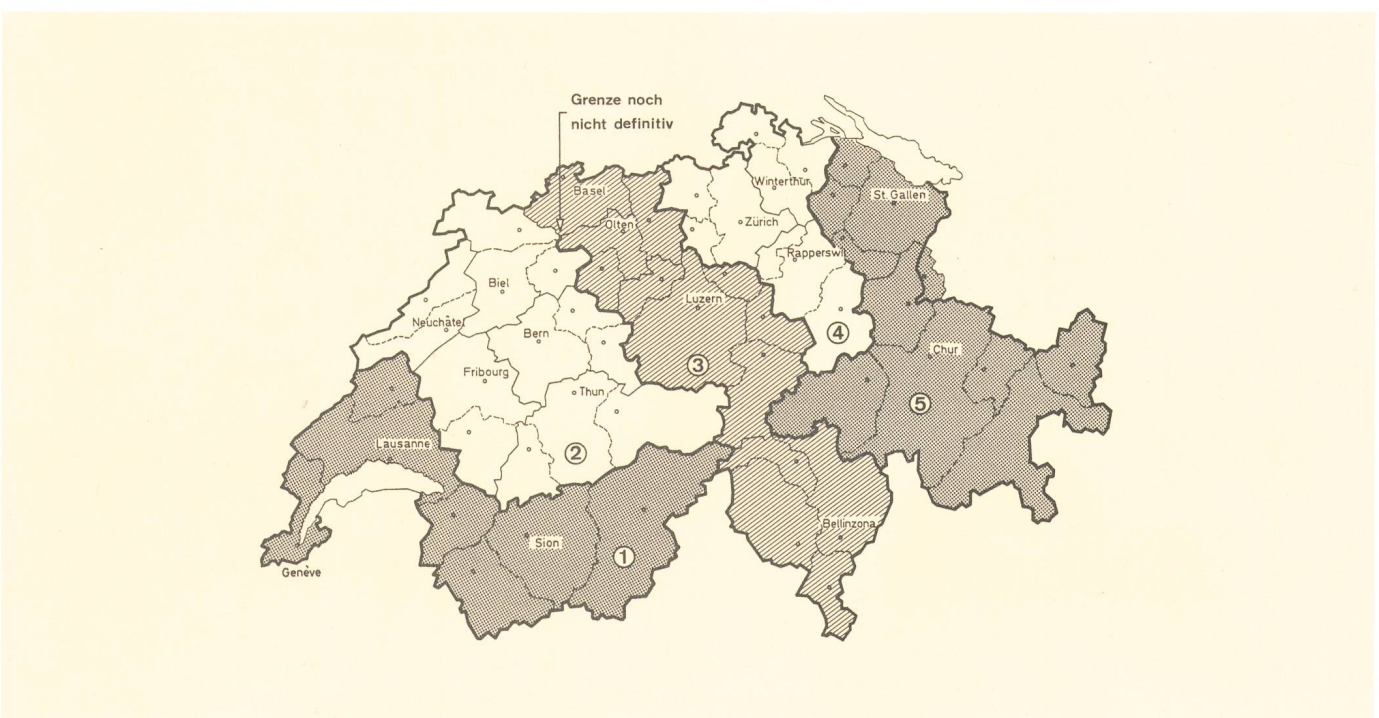 Grenze noch
nicht definitiv
Basel
Winterthur
St. Gallen
Olten
Zürich
Rapperswil
Biel
Luzern
Neuchâtel
Bern
4
Chur
3
Fribourg
Thun
5
Lausanne
2
Bellinzona
Sion
1
Genève